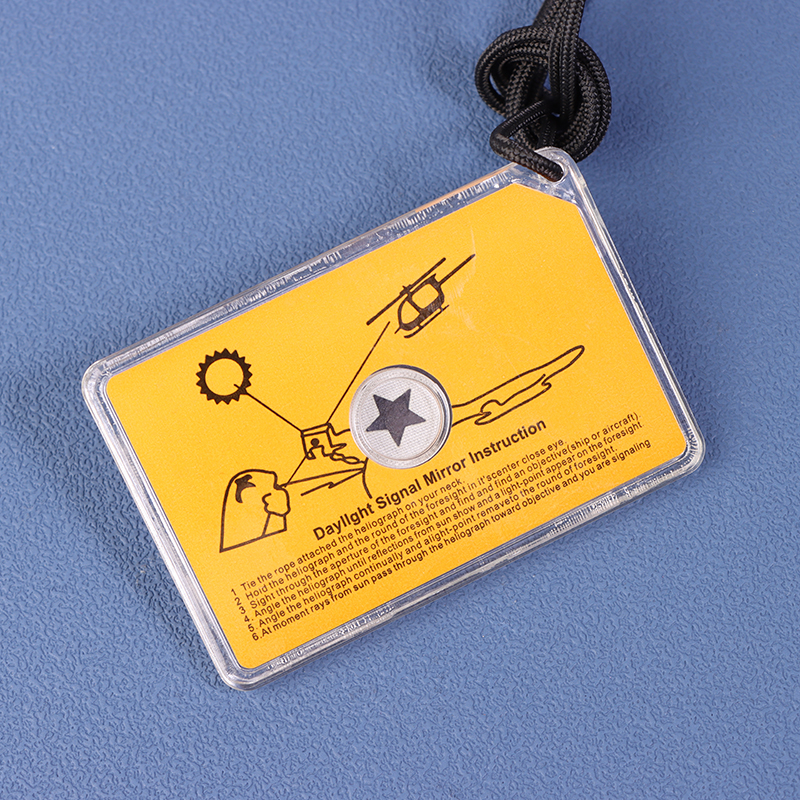 Dayllght Signal Mirror Instruction
1 Tie the rope attached the heliograph on your neck.
2 Hold the heliograph and the round of the foresight in it'scenter close eye.
3 Sight through the aperture of the foresight and find and find an objective(ship or aircraft).
4. Angle the heliograph until reflections from sun show and a light-point appear on the foresight.
5. Angle the heliograph continually and alight-point remaveto the round of foresight.
6.At moment rays from sun pass through the heliograph toward objective and you are signaling